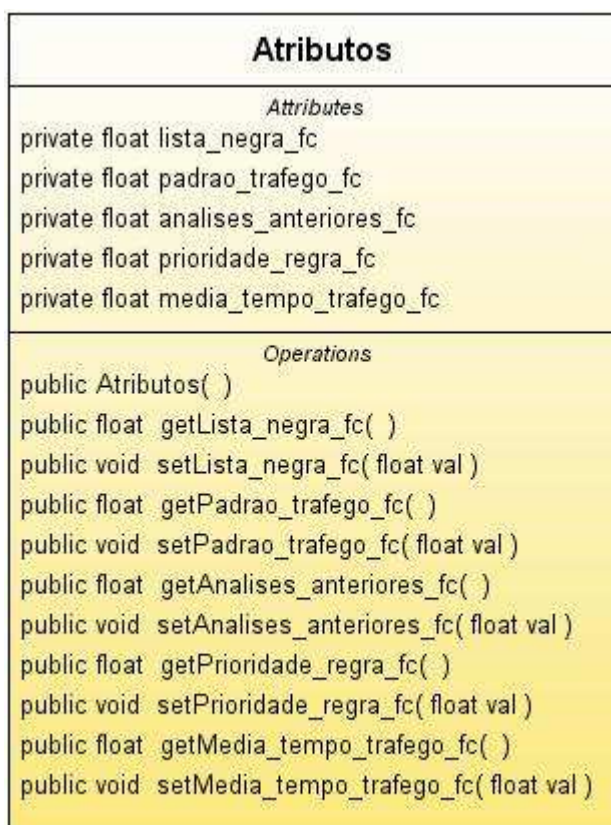 Atributos
Attributes
private float lista_negra_fc
private float padrao_trafego_fc
private float analises_anteriores_fc
private float prioridade_regra_fc
private float media_tempo_trafego_fc
Operations
public Atributos( )
public float getLista_negra_fc( )
public void setLista_negra_fc( float val )
public float getPadrao_trafego_fc( )
public void setPadrao_trafego_fc( float val )
public float getAnalises_anteriores_fc( )
public void setAnalises_anteriores_fc( float val )
public float getPrioridade_regra_fc( )
public void setPrioridade_regra_fc( float val )
public float getMedia_tempo_trafego_fc( )
public void setMedia_tempo_trafego_fc( float val )